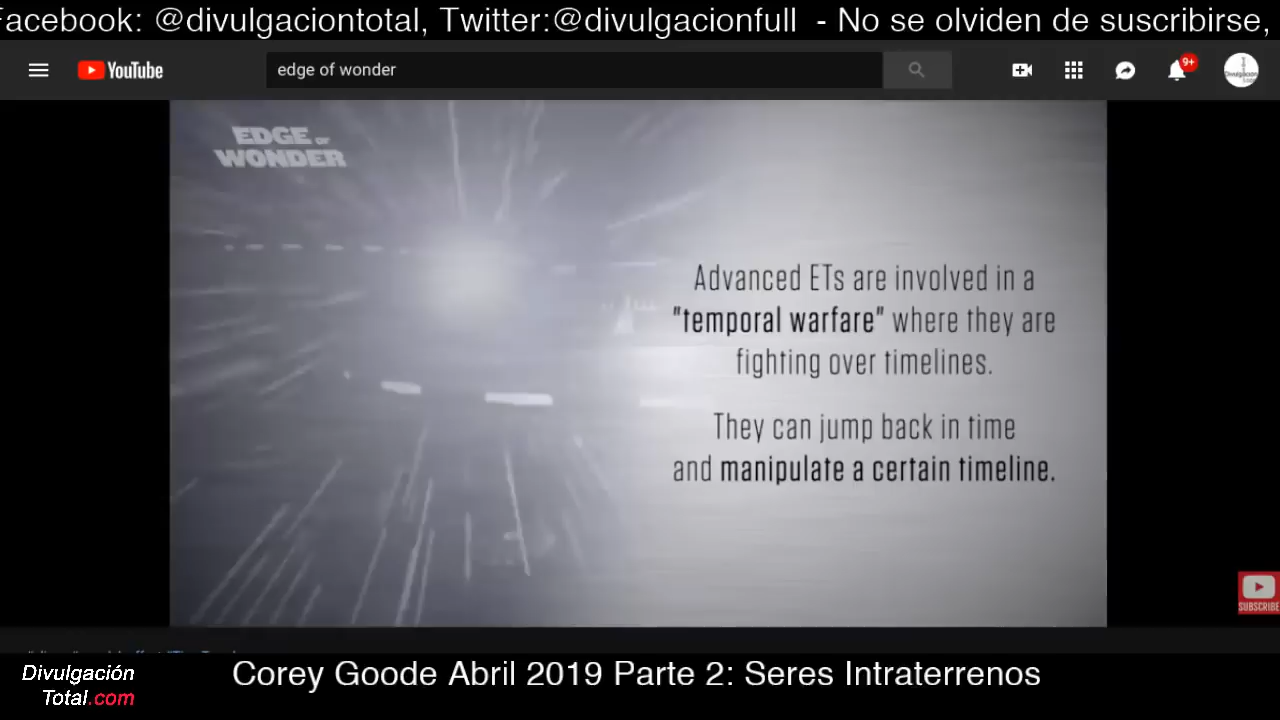 Facebook: @divulgaciontotal, Twitter:@divulgacionfull - No se olviden de suscribirse,
YouTube
edge of wonder
9+
EDGE OF
WONDER
Advanced ETs are involved in a
"temporal warfare" where they are
fighting over timelines.
They can jump back in time
and manipulate a certain timeline.
SUBSCRIBE
Divulgación
Total.com
Corey Goode Abril 2019 Parte 2: Seres Intraterrenos